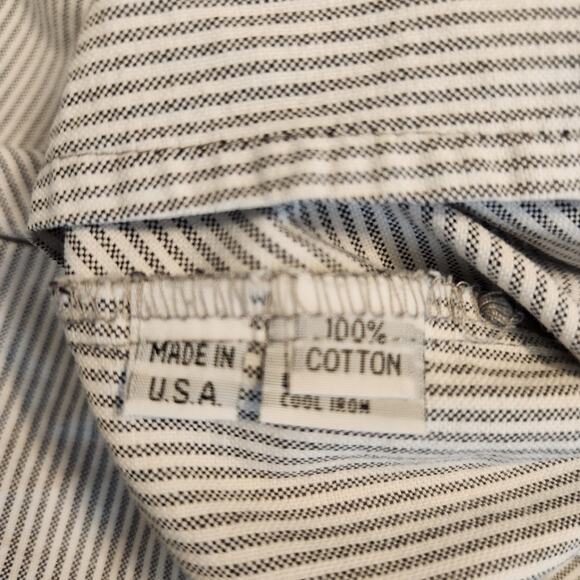 MADE IN
U.S.A.
100%
COTTON
COOL IRON